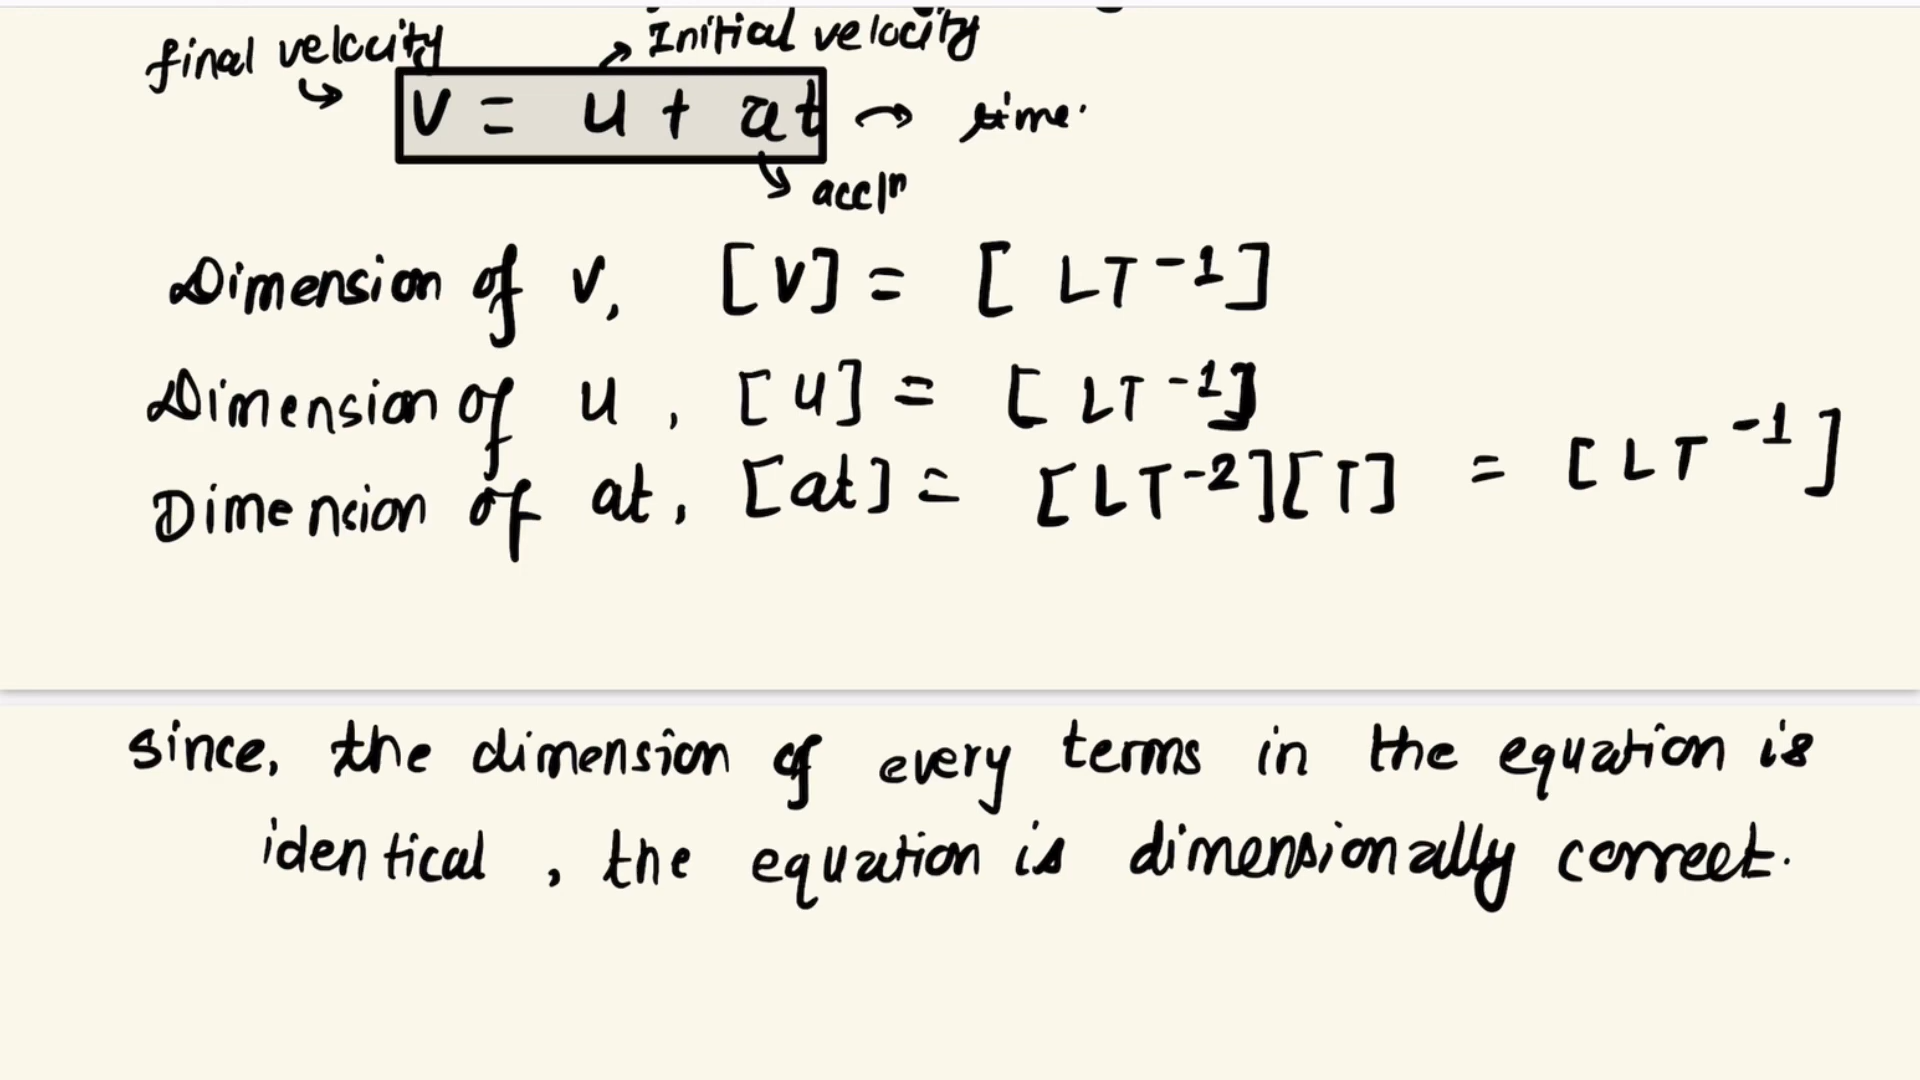 final velocity
Initial velocity
v = u + at
time.
accl^n
Dimension of v, [v] = [LT^-1]
Dimension of u, [u] = [LT^-1]
Dimension of at, [at] = [LT^-2][T] = [LT^-1]
since, the dimension of every terms in the equation is
identical, the equation is dimensionally correct.